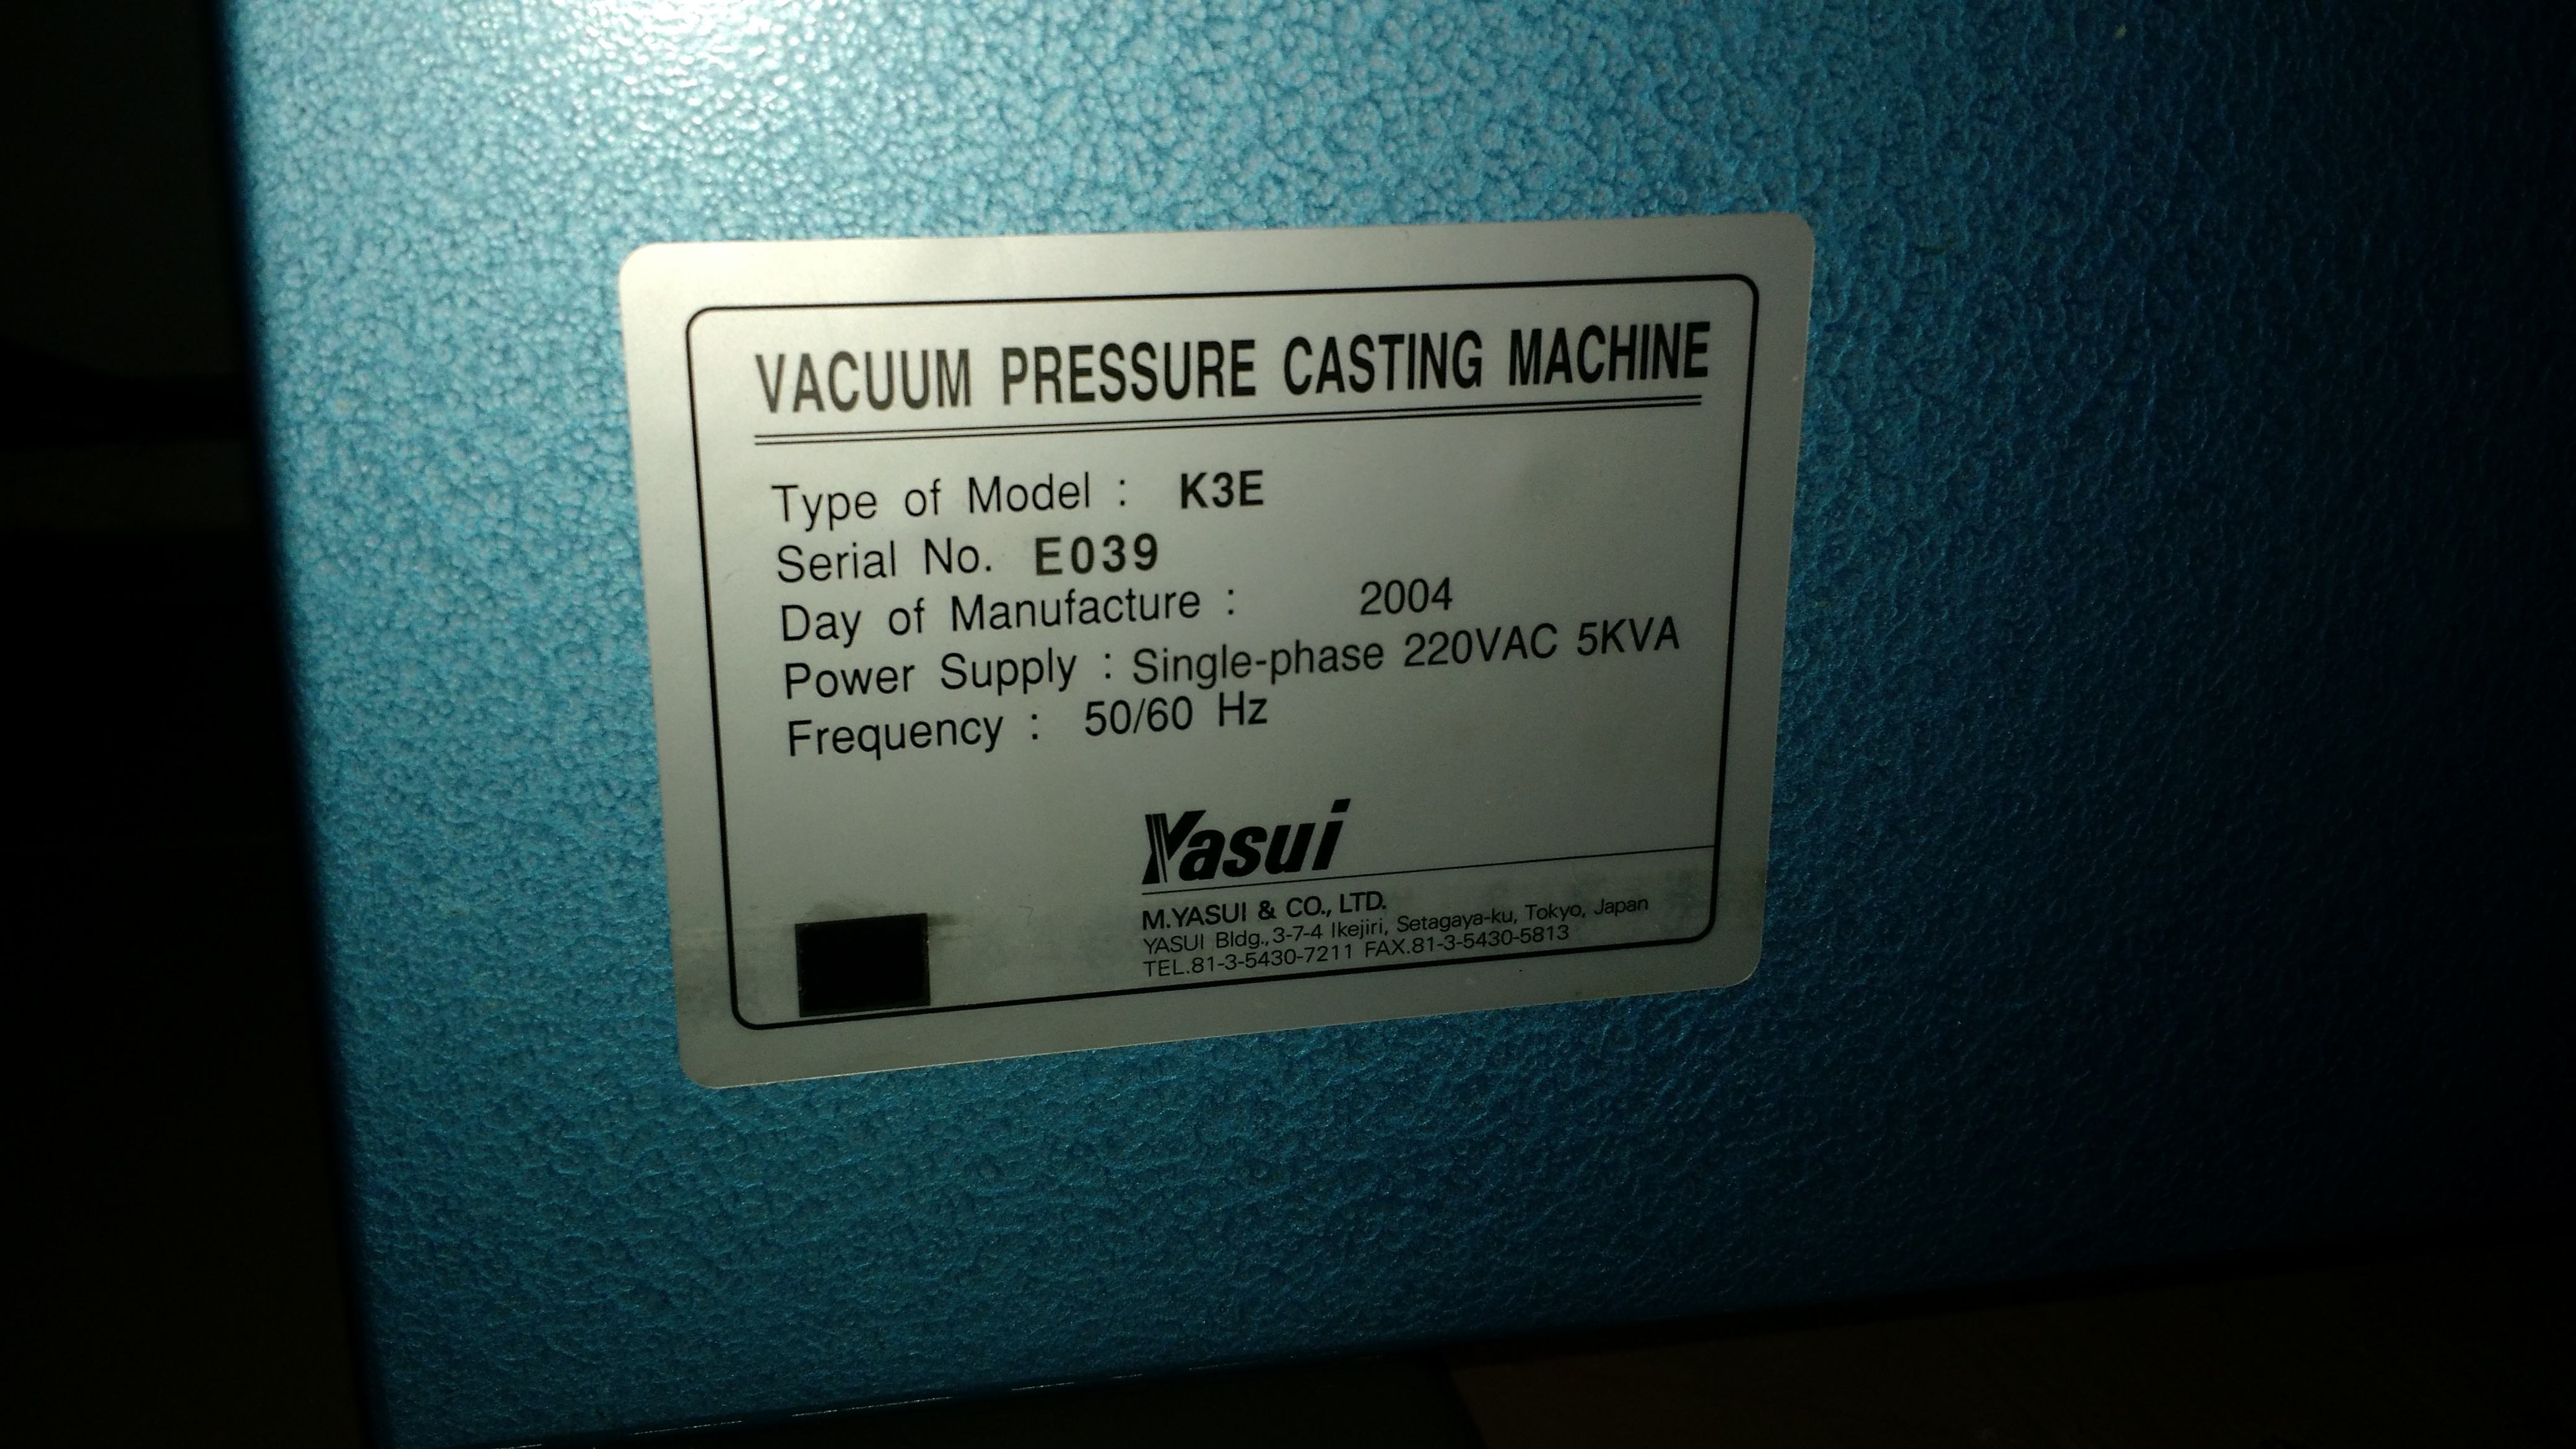 VACUUM PRESSURE CASTING MACHINE
Type of Model : K3E
Serial No. E039
Day of Manufacture : 2004
Power Supply : Single-phase 220VAC 5KVA
Frequency : 50/60 Hz
Yasui
M.YASUI & CO., LTD.
YASUI Bldg., 3-7-4 Ikejiri, Setagaya-ku, Tokyo, Japan
TEL.81-3-5430-7211 FAX.81-3-5430-5813